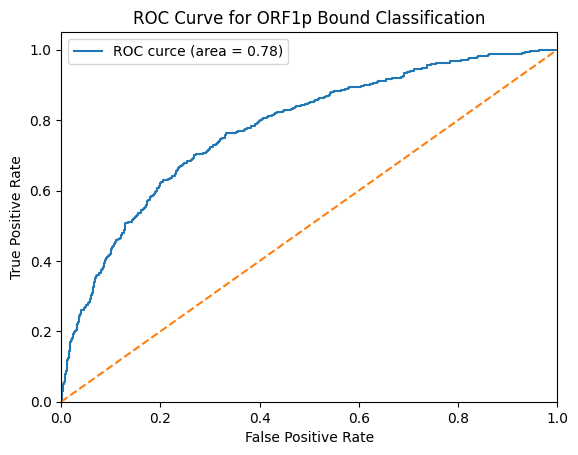 ROC Curve for ORF1p Bound Classification
ROC curce (area = 0.78)
True Positive Rate
1.0
0.8
0.6
0.4
0.2
0.0
0.0 0.2 0.4 0.6 0.8 1.0
False Positive Rate